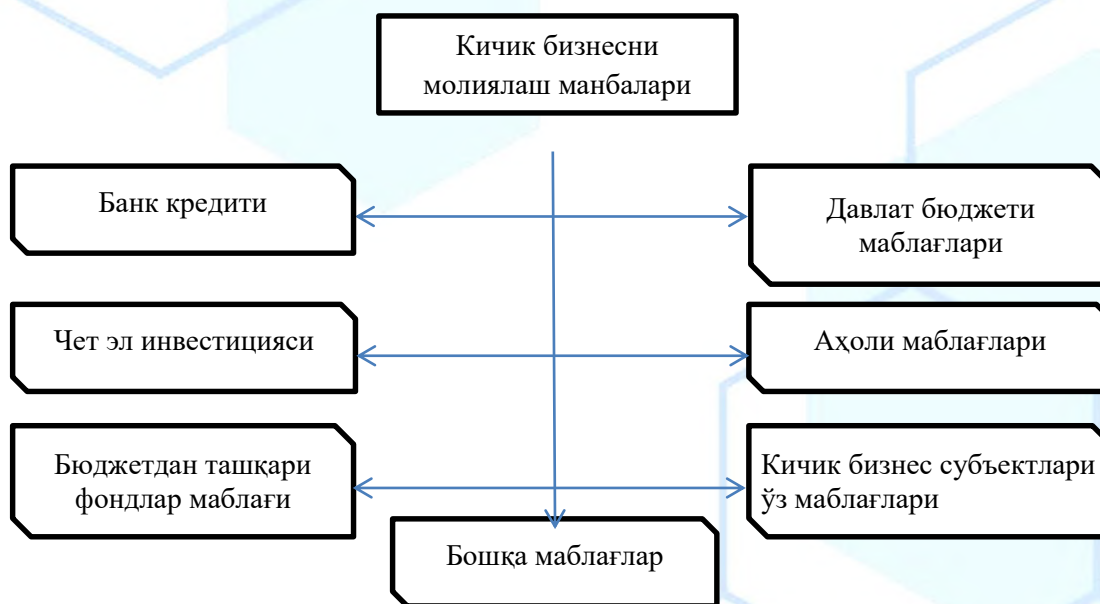 Кичик бизнесни
молиялаш манбалари
Банк кредити
Давлат бюджети
маблағлари
Чет эл инвестицияси
Аҳоли маблағлари
Бюджетдан ташқари
фондлар маблағи
Кичик бизнес субъектлари
ўз маблағлари
Бошқа маблағлар